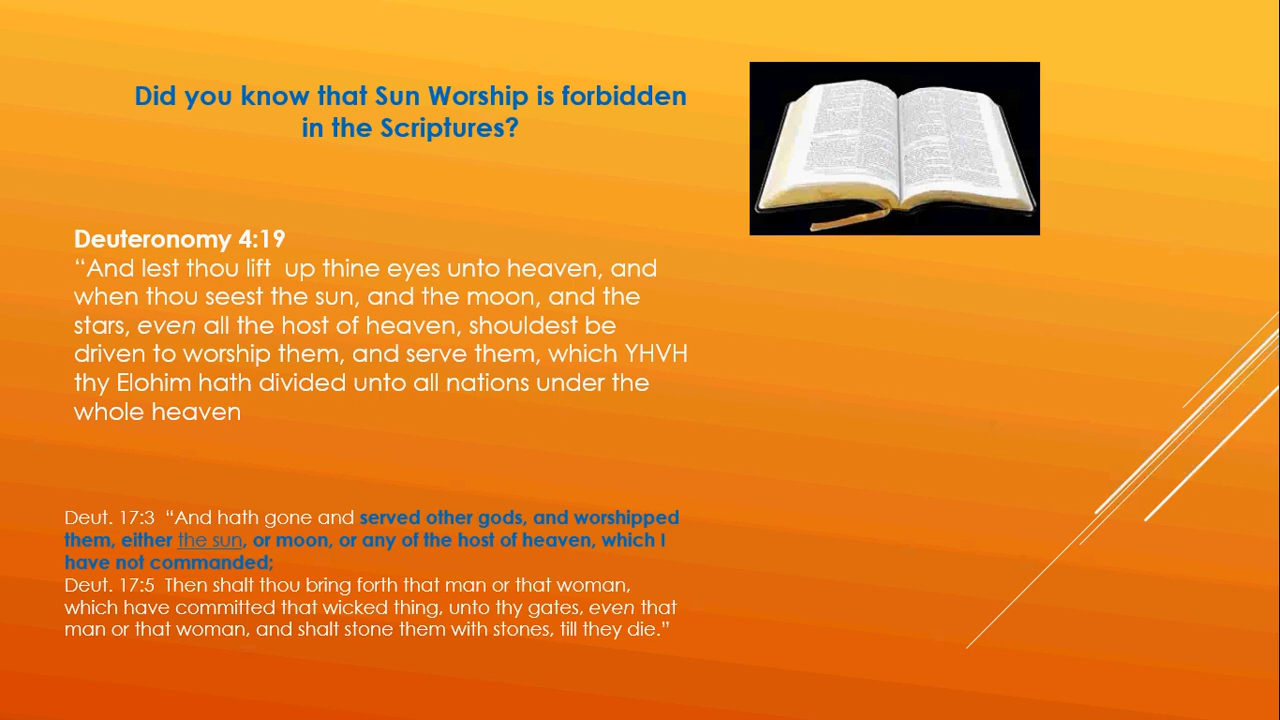 Did you know that Sun Worship is forbidden
in the Scriptures?
Deuteronomy 4:19
“And lest thou lift  up thine eyes unto heaven, and
when thou seest the sun, and the moon, and the
stars, even all the host of heaven, shouldest be
driven to worship them, and serve them, which YHVH
thy Elohim hath divided unto all nations under the
whole heaven
Deut. 17:3  “And hath gone and served other gods, and worshipped
them, either the sun, or moon, or any of the host of heaven, which I
have not commanded;
Deut. 17:5  Then shalt thou bring forth that man or that woman,
which have committed that wicked thing, unto thy gates, even that
man or that woman, and shalt stone them with stones, till they die.”